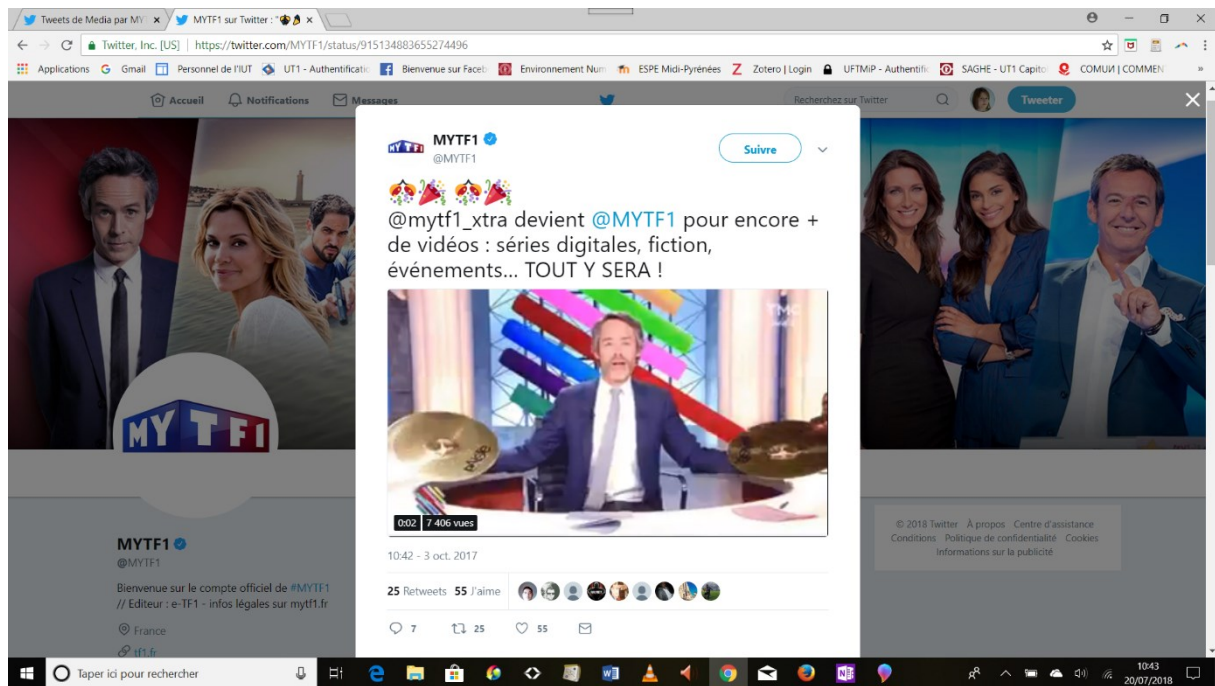 Tweets de Media par MY
MYTF1 sur Twitter : "
Twitter, Inc. [US] | https://twitter.com/MYTF1/status/915134883655274496
Applications Gmail Personnel de l'IUT UT1 - Authentificatio Bienvenue sur Faceb Environnement Num ESPE Midi-Pyrénées Zotero | Login UFTMiP - Authentific SAGHE - UT1 Capito COMUN | COMMEN »
Accueil Notifications Messages Recherchez sur Twitter Tweeter
MYTF1
@MYTF1
Suivre
@mytf1_xtra devient @MYTF1 pour encore +
de vidéos : séries digitales, fiction,
événements... TOUT Y SERA !
TMC
0:02 7 406 vues
10:42 - 3 oct. 2017
25 Retweets 55 J'aime
7 25 55
MYTF1
MYTF1
@MYTF1
Bienvenue sur le compte officiel de #MYTF1
// Editeur : e-TF1 - infos légales sur mytf1.fr
France
tf1.fr
© 2018 Twitter À propos Centre d'assistance
Conditions Politique de confidentialité Cookies
Informations sur la publicité
Taper ici pour rechercher
10:43
20/07/2018